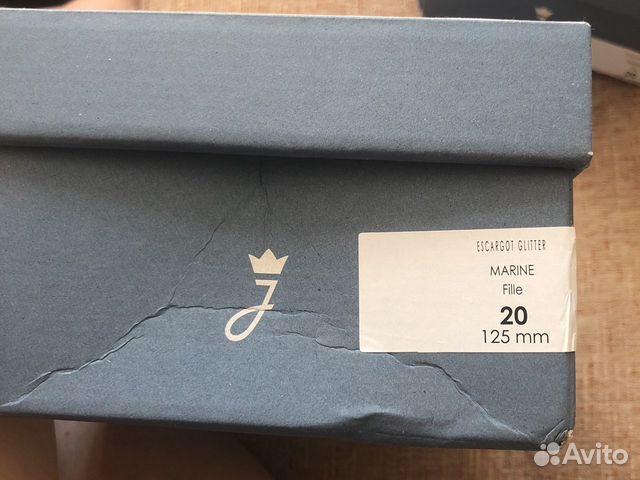 ESCARGOT GLITTER
MARINE
Fille
20
125 mm
J
Avito